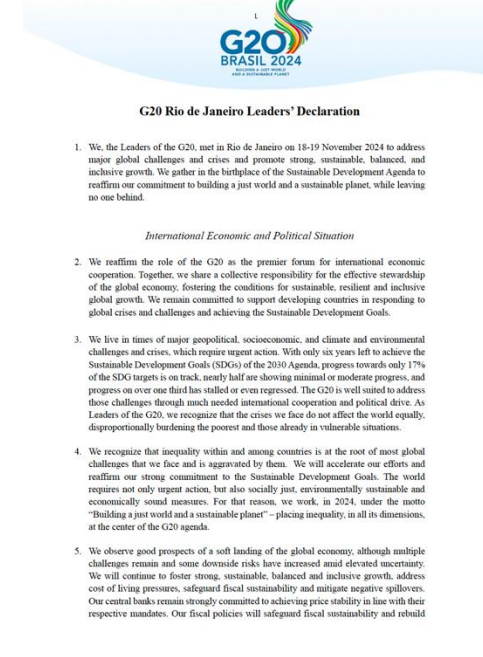 G20
BRASIL 2024
BUILDING A JUST WORLD
AND A SUSTAINABLE PLANET
G20 Rio de Janeiro Leaders' Declaration
1. We, the Leaders of the G20, met in Rio de Janeiro on 18-19 November 2024 to address
major global challenges and crises and promote strong, sustainable, balanced, and
inclusive growth. We gather in the birthplace of the Sustainable Development Agenda to
reaffirm our commitment to building a just world and a sustainable planet, while leaving
no one behind.
International Economic and Political Situation
2. We reaffirm the role of the G20 as the premier forum for international economic
cooperation. Together, we share a collective responsibility for the effective stewardship
of the global economy, fostering the conditions for sustainable, resilient and inclusive
global growth. We remain committed to support developing countries in responding to
global crises and challenges and achieving the Sustainable Development Goals.
3. We live in times of major geopolitical, socioeconomic, and climate and environmental
challenges and crises, which require urgent action. With only six years left to achieve the
Sustainable Development Goals (SDGs) of the 2030 Agenda, progress towards only 17%
of the SDG targets is on track, nearly half are showing minimal or moderate progress, and
progress on over one third has stalled or even regressed. The G20 is well suited to address
those challenges through much needed international cooperation and political drive. As
Leaders of the G20, we recognize that the crises we face do not affect the world equally,
disproportionally burdening the poorest and those already in vulnerable situations.
4. We recognize that inequality within and among countries is at the root of most global
challenges that we face and is aggravated by them. We will accelerate our efforts and
reaffirm our strong commitment to the Sustainable Development Goals. The world
requires not only urgent action, but also socially just, environmentally sustainable and
economically sound measures. For that reason, we work, in 2024, under the motto
“Building a just world and a sustainable planet” – placing inequality, in all its dimensions,
at the center of the G20 agenda.
5. We observe good prospects of a soft landing of the global economy, although multiple
challenges remain and some downside risks have increased amid elevated uncertainty.
We will continue to foster strong, sustainable, balanced and inclusive growth, address
cost of living pressures, safeguard fiscal sustainability and mitigate negative spillovers.
Our central banks remain strongly committed to achieving price stability in line with their
respective mandates. Our fiscal policies will safeguard fiscal sustainability and rebuild